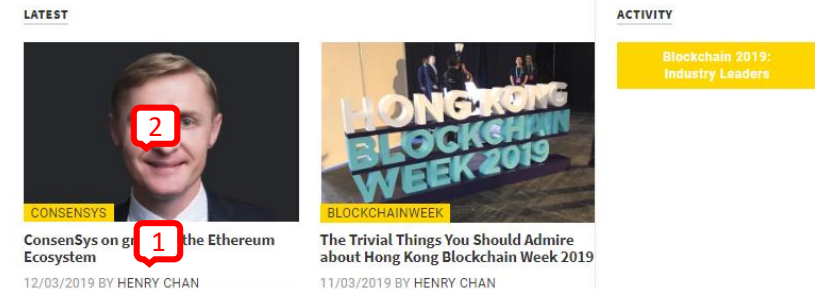 LATEST
ACTIVITY
Blockchain 2019:
Industry Leaders
2
HONG KONG
BLOCKCHAIN
WEEK 2019
CONSENSYS
BLOCKCHAINWEEK
ConsenSys on the Ethereum
Ecosystem
1
The Trivial Things You Should Admire
about Hong Kong Blockchain Week 2019
12/03/2019 BY HENRY CHAN
11/03/2019 BY HENRY CHAN